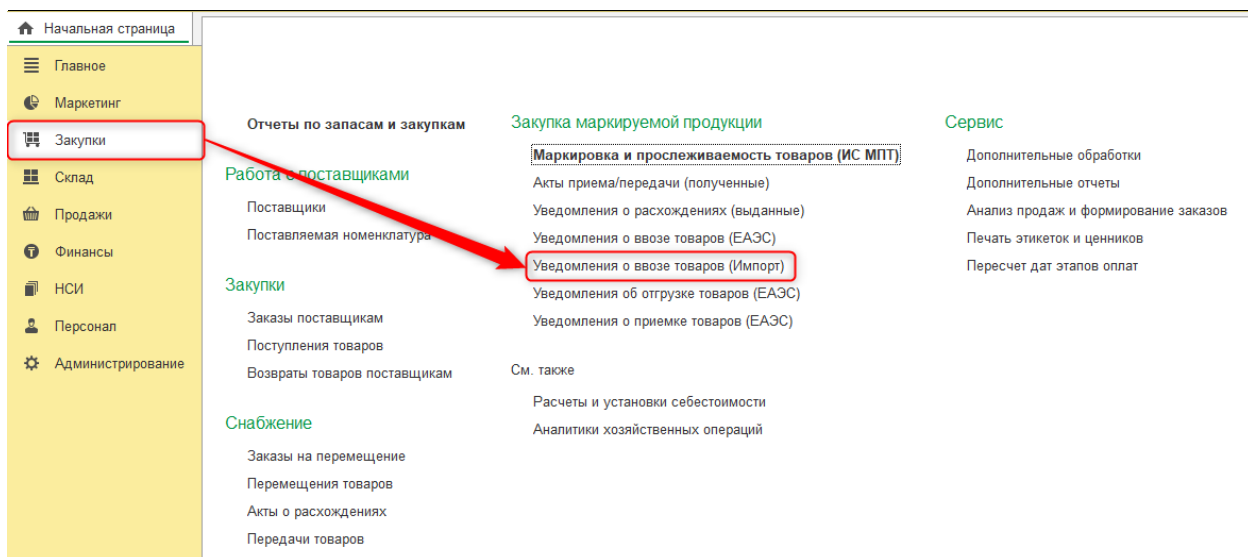 Начальная страница
Главное
Маркетинг
Закупки
Склад
Продажи
Финансы
НСИ
Персонал
Администрирование
Отчеты по запасам и закупкам
Работа с поставщиками
Поставщики
Поставляемая номенклатура
Закупки
Заказы поставщикам
Поступления товаров
Возвраты товаров поставщикам
Снабжение
Заказы на перемещение
Перемещения товаров
Акты о расхождениях
Передачи товаров
Закупка маркируемой продукции
Маркировка и прослеживаемость товаров (ИС МПТ)
Акты приема/передачи (полученные)
Уведомления о расхождениях (выданные)
Уведомления о ввозе товаров (ЕАЭС)
Уведомления о ввозе товаров (Импорт)
Уведомления об отгрузке товаров (ЕАЭС)
Уведомления о приемке товаров (ЕАЭС)
См. также
Расчеты и установки себестоимости
Аналитики хозяйственных операций
Сервис
Дополнительные обработки
Дополнительные отчеты
Анализ продаж и формирование заказов
Печать этикеток и ценников
Пересчет дат этапов оплат